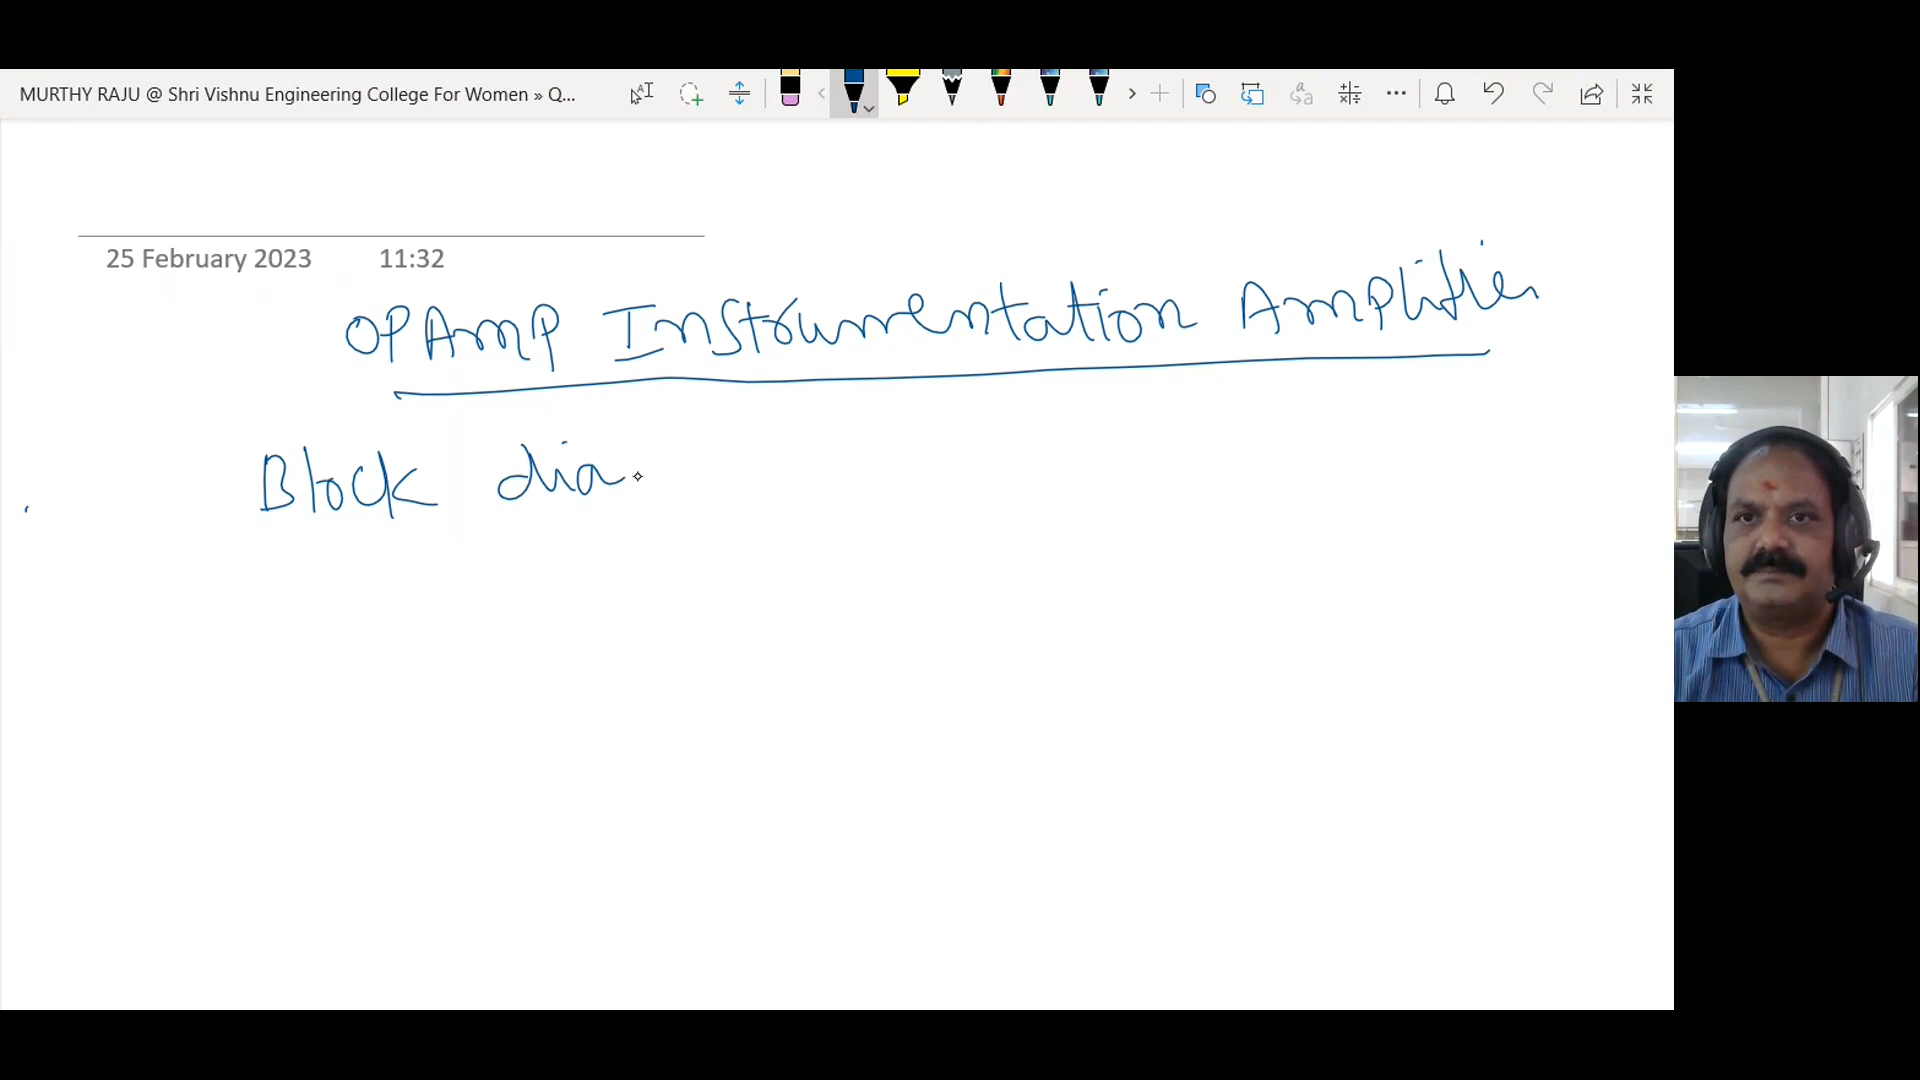 MURTHY RAJU @ Shri Vishnu Engineering College For Women » Q...
25 February 2023 11:32
OPAmp Instrumentation Amplifier
Block dia